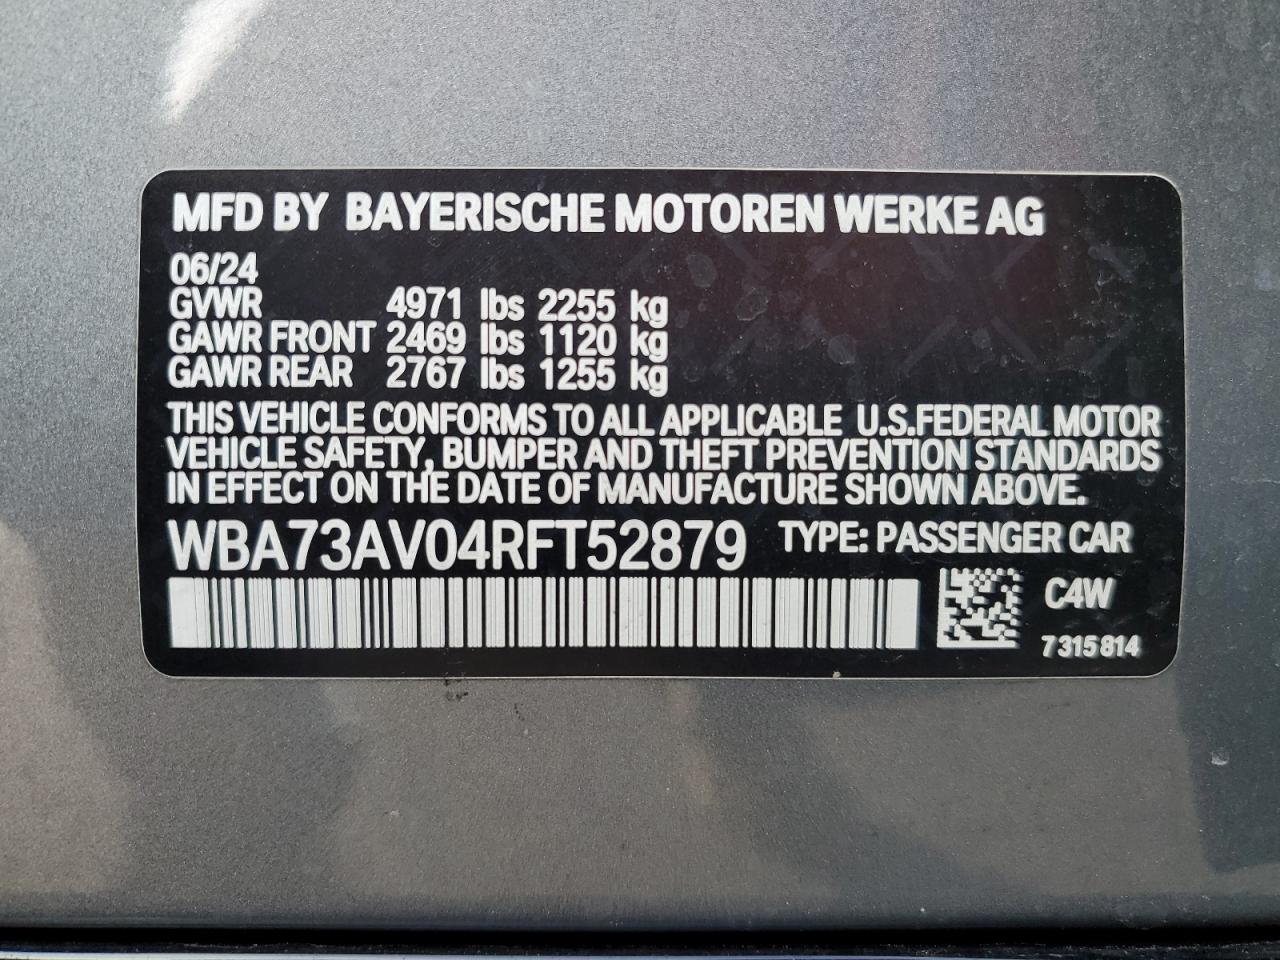 MFD BY BAYERISCHE MOTOREN WERKE AG
06/24
GVWR 4971 lbs 2255 kg
GAWR FRONT 2469 lbs 1120 kg
GAWR REAR 2767 lbs 1255 kg
THIS VEHICLE CONFORMS TO ALL APPLICABLE U.S.FEDERAL MOTOR
VEHICLE SAFETY, BUMPER AND THEFT PREVENTION STANDARDS
IN EFFECT ON THE DATE OF MANUFACTURE SHOWN ABOVE.
WBA73AV04RFT52879 TYPE: PASSENGER CAR
C4W
7315814